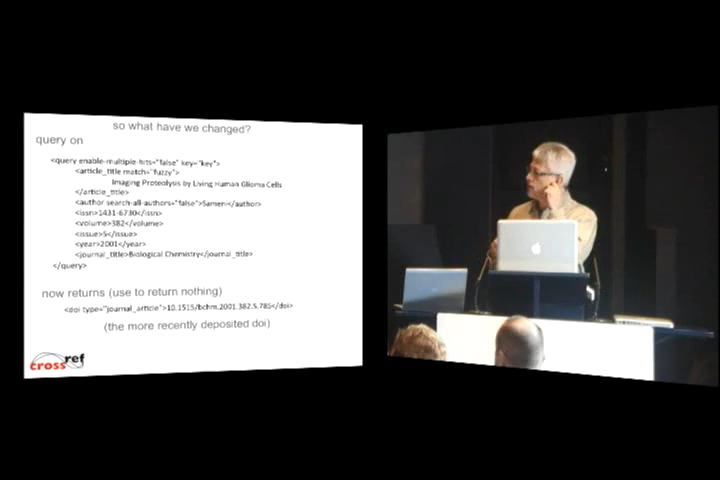 so what have we changed?
query on
<query enable-multiple-hits="false" key="key">
<article_title match="fuzzy">
Imaging Proteolysis by Living Human Glioma Cells
</article_title>
<author search-all-authors="false">Sameni</author>
<issn>1431-6730</issn>
<volume>382</volume>
<issue>5</issue>
<year>2001</year>
<journal_title>Biological Chemistry</journal_title>
</query>
now returns (use to return nothing)
<doi type="journal_article">10.1515/bchm.2001.382.5.785</doi>
(the more recently deposited doi)
crossref